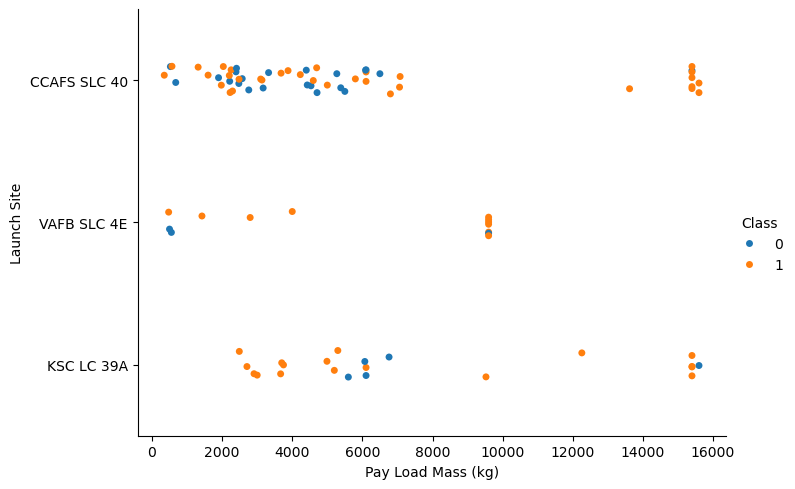 CCAFS SLC 40
VAFB SLC 4E
KSC LC 39A
Launch Site
0 2000 4000 6000 8000 10000 12000 14000 16000
Pay Load Mass (kg)
Class
0
1